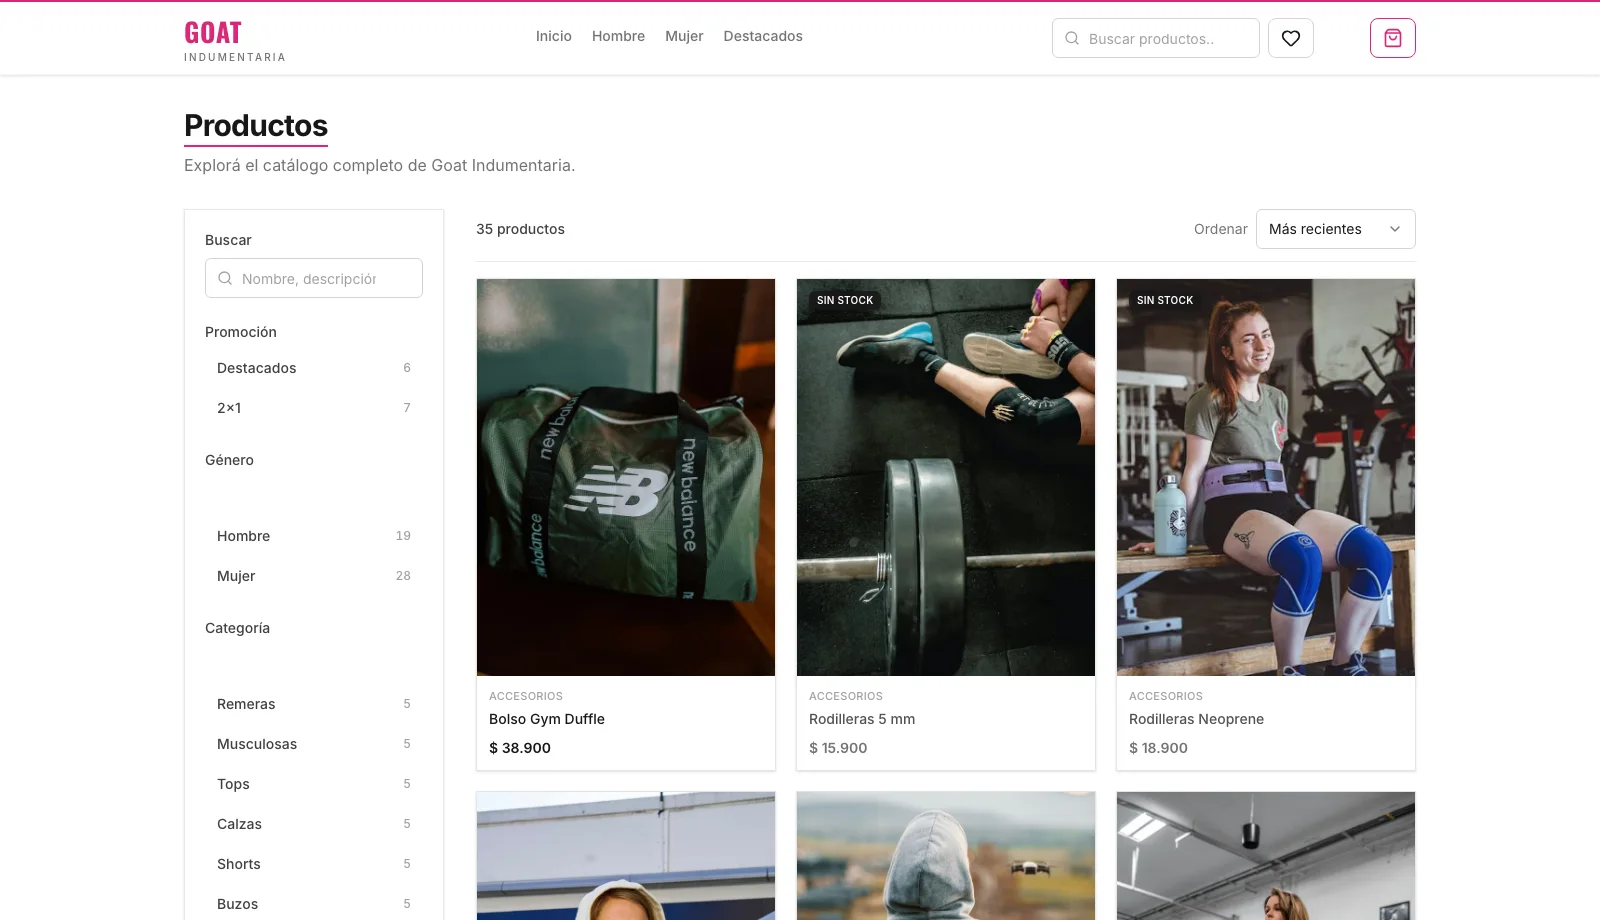 GOAT
INDUMENTARIA
Inicio
Hombre
Mujer
Destacados
Buscar productos..
Productos
Explorá el catálogo completo de Goat Indumentaria.
Buscar
Nombre, descripción
Promoción
Destacados 6
2×1 7
Género
Hombre 19
Mujer 28
Categoría
Remeras 5
Musculosas 5
Tops 5
Calzas 5
Shorts 5
Buzos 5
35 productos
Ordenar
Más recientes
new balance
new balance
NB
balance
ACCESORIOS
Bolso Gym Duffle
$ 38.900
SIN STOCK
ACCESORIOS
Rodilleras 5 mm
$ 15.900
SIN STOCK
ACCESORIOS
Rodilleras Neoprene
$ 18.900